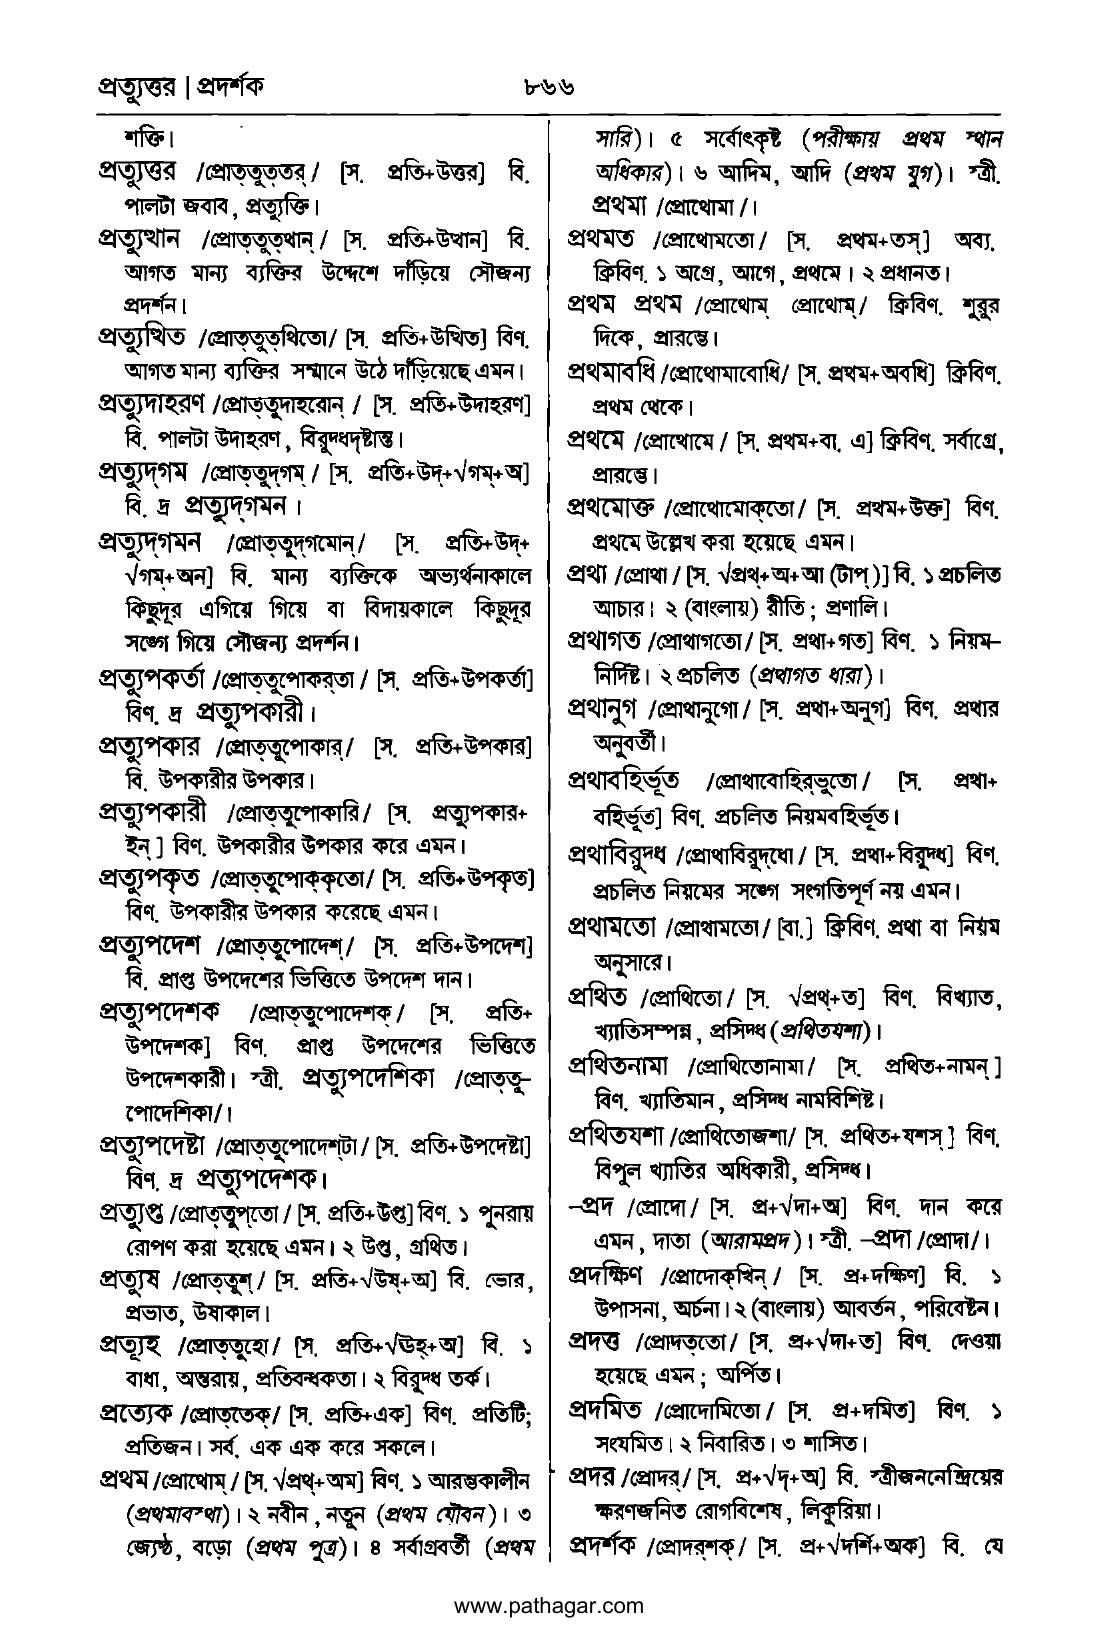 প্রত্যুত্তর | প্রদর্শক
৮৬৬
শক্তি।
প্রত্যুত্তর /প্রোত্‌তুত্‌তর্/ [স. প্রতি+উত্তর] বি.
পালটা জবাব, প্রত্যুক্তি।
প্রত্যুত্থান /প্রোত্‌তুত্‌থান্/ [স. প্রতি+উত্থান] বি.
আগত মান্য ব্যক্তির উদ্দেশে দাঁড়িয়ে সৌজন্য
প্রদর্শন।
প্রত্যুত্থিত /প্রোত্‌তুত্‌থিতো/ [স. প্রতি+উত্থিত] বিণ.
আগত মান্য ব্যক্তির সম্মানে উঠে দাঁড়িয়েছে এমন।
প্রত্যুদাহরণ /প্রোত্‌তুদাহরোন্/ [স. প্রতি+উদাহরণ]
বি. পালটা উদাহরণ, বিরুদ্ধদৃষ্টান্ত।
প্রত্যুদ্‌গম /প্রোত্‌তুদ্‌গম্/ [স. প্রতি+উদ্+√গম্+অ]
বি. দ্র প্রত্যুদ্‌গমন।
প্রত্যুদ্‌গমন /প্রোত্‌তুদ্‌গমোন্/ [স. প্রতি+উদ্+
√গম্+অন] বি. মান্য ব্যক্তিকে অভ্যর্থনাকালে
কিছুদূর এগিয়ে গিয়ে বা বিদায়কালে কিছুদূর
সঙ্গে গিয়ে সৌজন্য প্রদর্শন।
প্রত্যুপকর্তা /প্রোত্‌তুপোকর্‌তা/ [স. প্রতি+উপকর্তা]
বিণ. দ্র প্রত্যুপকারী।
প্রত্যুপকার /প্রোত্‌তুপোকার্/ [স. প্রতি+উপকার]
বি. উপকারীর উপকার।
প্রত্যুপকারী /প্রোত্‌তুপোকারি/ [স. প্রত্যুপকার+
ইন্] বিণ. উপকারীর উপকার করে এমন।
প্রত্যুপকৃত /প্রোত্‌তুপোক্‌কৃতো/ [স. প্রতি+উপকৃত]
বিণ. উপকারীর উপকার করেছে এমন।
প্রত্যুপদেশ /প্রোত্‌তুপোদেশ্/ [স. প্রতি+উপদেশ]
বি. প্রাপ্ত উপদেশের ভিত্তিতে উপদেশ দান।
প্রত্যুপদেশক /প্রোত্‌তুপোদেশক্/ [স. প্রতি+
উপদেশক] বিণ. প্রাপ্ত উপদেশের ভিত্তিতে
উপদেশকারী। স্ত্রী. প্রত্যুপদেশিকা /প্রোত্‌তু-
পোদেশিকা/।
প্রত্যুপদেষ্টা /প্রোত্‌তুপোদেশ্‌টা/ [স. প্রতি+উপদেষ্টা]
বিণ. দ্র প্রত্যুপদেশক।
প্রত্যুপ্ত /প্রোত্‌তুপ্‌তো/ [স. প্রতি+উপ্ত] বিণ. ১ পুনরায়
রোপণ করা হয়েছে এমন। ২ উপ্ত, গ্রথিত।
প্রত্যুষ /প্রোত্‌তুশ্/ [স. প্রতি+√উষ্+অ] বি. ভোর,
প্রভাত, উষাকাল।
প্রত্যূহ /প্রোত্‌তুহো/ [স. প্রতি+√ঊহ্+অ] বি. ১
বাধা, অন্তরায়, প্রতিবন্ধকতা। ২ বিরুদ্ধ তর্ক।
প্রত্যেক /প্রোত্‌তেক্/ [স. প্রতি+এক] বিণ. প্রতিটি;
প্রতিজন। সর্ব. এক এক করে সকলে।
প্রথম /প্রোথোম্/ [স. √প্রথ্+অম] বিণ. ১ আরম্ভকালীন
(প্রথমাবস্থা)। ২ নবীন, নতুন (প্রথম যৌবন)। ৩
জ্যেষ্ঠ, বড়ো (প্রথম পুত্র)। ৪ সর্বাগ্রবর্তী (প্রথম
সারি)। ৫ সর্বোৎকৃষ্ট (পরীক্ষায় প্রথম স্থান
অধিকার)। ৬ আদিম, আদি (প্রথম যুগ)। স্ত্রী.
প্রথমা /প্রোথোমা/।
প্রথমত /প্রোথোমতো/ [স. প্রথম+তস্] অব্য.
ক্রিবিণ. ১ অগ্রে, আগে, প্রথমে। ২ প্রধানত।
প্রথম প্রথম /প্রোথোম্ প্রোথোম্/ ক্রিবিণ. শুরুর
দিকে, প্রারম্ভে।
প্রথমাবধি /প্রোথোমাবোধি/ [স. প্রথম+অবধি] ক্রিবিণ.
প্রথম থেকে।
প্রথমে /প্রোথোমে/ [স. প্রথম+বা. এ] ক্রিবিণ. সর্বাগ্রে,
প্রারম্ভে।
প্রথমোক্ত /প্রোথোমোক্‌তো/ [স. প্রথম+উক্ত] বিণ.
প্রথমে উল্লেখ করা হয়েছে এমন।
প্রথা /প্রোথা/ [স. √প্রথ্+অ+আ (টাপ্)] বি. ১ প্রচলিত
আচার। ২ (বাংলায়) রীতি; প্রণালি।
প্রথাগত /প্রোথাগতো/ [স. প্রথা+গত] বিণ. ১ নিয়ম-
নির্দিষ্ট। ২ প্রচলিত (প্রথাগত ধারা)।
প্রথানুগ /প্রোথানুগো/ [স. প্রথা+অনুগ] বিণ. প্রথার
অনুবর্তী।
প্রথাবহির্ভূত /প্রোথাবোহির্‌ভুতো/ [স. প্রথা+
বহির্ভূত] বিণ. প্রচলিত নিয়মবহির্ভূত।
প্রথাবিরুদ্ধ /প্রোথাবিরুদ্‌ধো/ [স. প্রথা+বিরুদ্ধ] বিণ.
প্রচলিত নিয়মের সঙ্গে সংগতিপূর্ণ নয় এমন।
প্রথামতো /প্রোথামতো/ [বা.] ক্রিবিণ. প্রথা বা নিয়ম
অনুসারে।
প্রথিত /প্রোথিতো/ [স. √প্রথ্+ত] বিণ. বিখ্যাত,
খ্যাতিসম্পন্ন, প্রসিদ্ধ (প্রথিতযশা)।
প্রথিতনামা /প্রোথিতোনামা/ [স. প্রথিত+নামন্]
বিণ. খ্যাতিমান, প্রসিদ্ধ নামবিশিষ্ট।
প্রথিতযশা /প্রোথিতোজশা/ [স. প্রথিত+যশস্] বিণ.
বিপুল খ্যাতির অধিকারী, প্রসিদ্ধ।
-প্রদ /প্রোদো/ [স. প্র+√দা+অ] বিণ. দান করে
এমন, দাতা (আরামপ্রদ)। স্ত্রী. -প্রদা /প্রোদা/।
প্রদক্ষিণ /প্রোদোক্‌খিন্/ [স. প্র+দক্ষিণ] বি. ১
উপাসনা, অর্চনা। ২ (বাংলায়) আবর্তন, পরিবেষ্টন।
প্রদত্ত /প্রোদত্‌তো/ [স. প্র+√দা+ত] বিণ. দেওয়া
হয়েছে এমন; অর্পিত।
প্রদমিত /প্রোদোমিতো/ [স. প্র+দমিত] বিণ. ১
সংযমিত। ২ নিবারিত। ৩ শাসিত।
প্রদর /প্রোদর্/ [স. প্র+√দৃ+অ] বি. স্ত্রীজননেন্দ্রিয়ের
ক্ষরণজনিত রোগবিশেষ, লিকুরিয়া।
প্রদর্শক /প্রোদর্‌শক্/ [স. প্র+√দর্শি+অক] বি. যে
www.pathagar.com